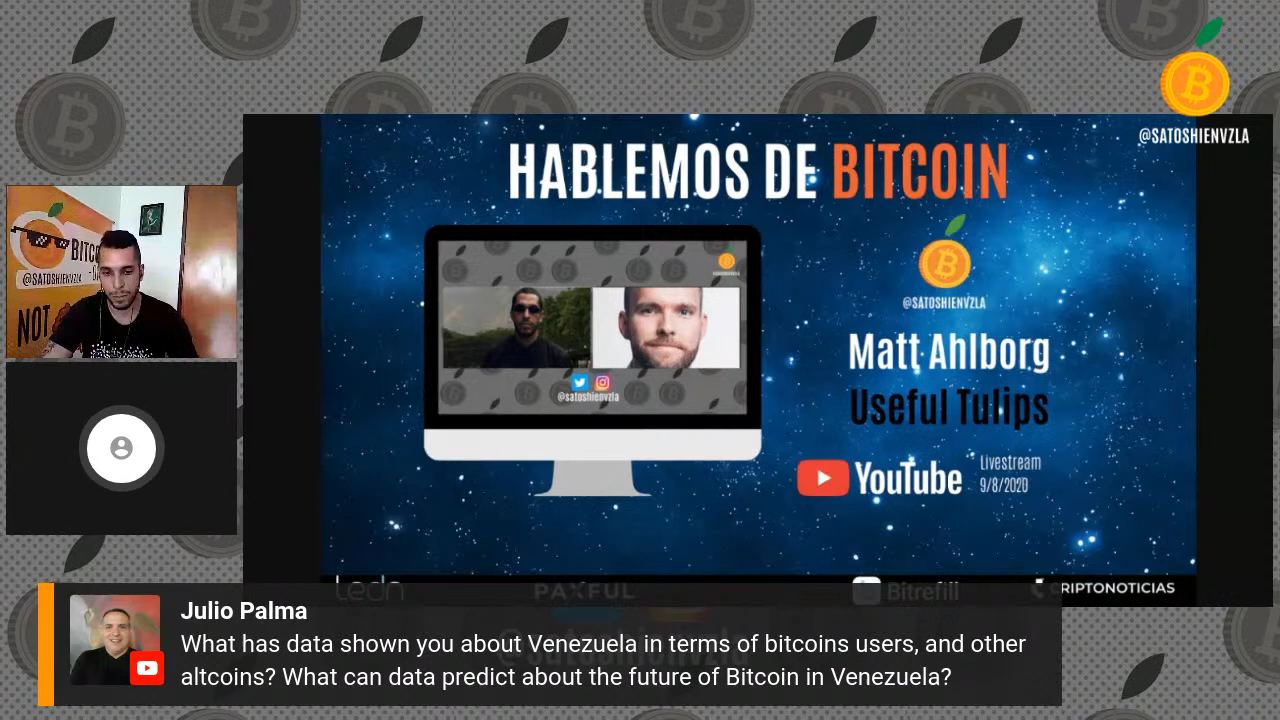 @SATOSHIENVZLA
HABLEMOS DE BITCOIN
@SATOSHIENVZLA
Matt Ahlborg
Useful Tulips
YouTube
Livestream
9/8/2020
@satoshienvzla
@SATOSHIENVZLA
NOT
ledn
PAXFUL
Bitrefill
CRIPTONOTICIAS
Julio Palma
What has data shown you about Venezuela in terms of bitcoins users, and other
altcoins? What can data predict about the future of Bitcoin in Venezuela?